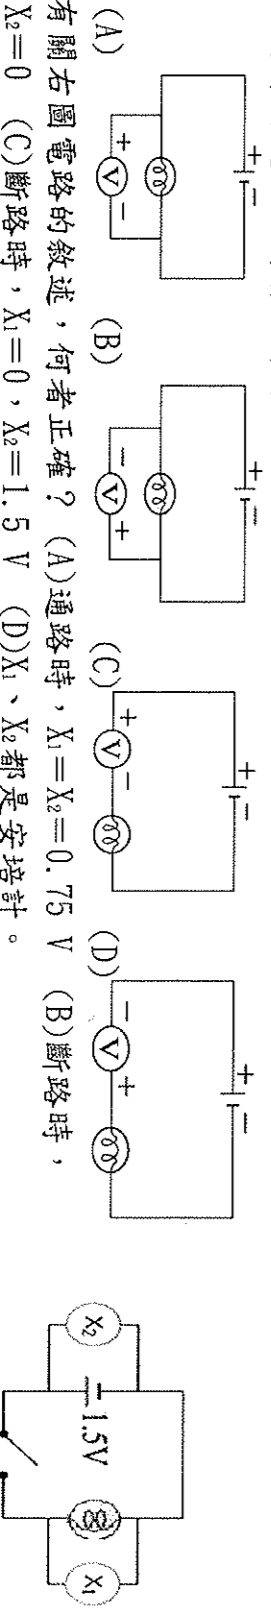 (A) (B) (C) (D)
+ − + − + − + −
+ V − − V + + V − − V +
有關右圖電路的敘述,何者正確? (A)通路時,X₁=X₂=0.75 V (B)斷路時,
X₂=0 (C)斷路時,X₁=0,X₂=1.5 V (D)X₁、X₂都是安培計。
X₂ 1.5V X₁